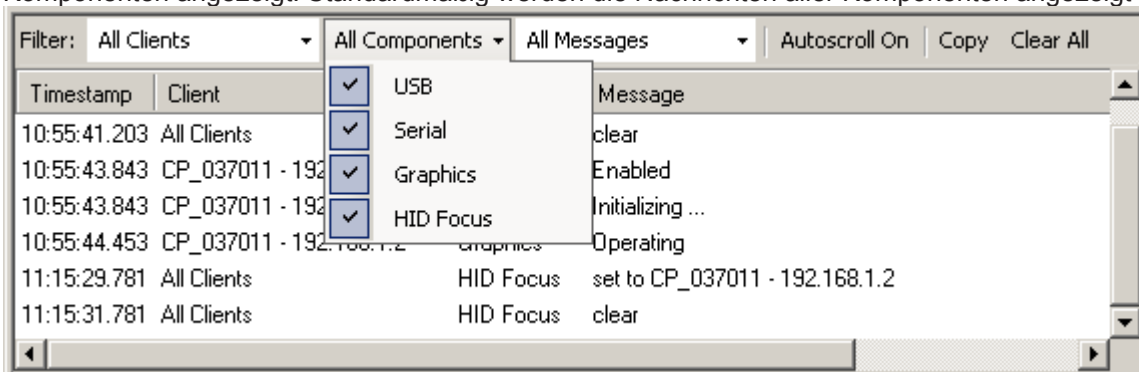 Komponenten angezeigt. Standardmäßig werden die Nachrichten aller Komponenten angezeigt
Filter: All Clients All Components All Messages Autoscroll On Copy Clear All
Timestamp Client Message
USB
Serial
Graphics
HID Focus
10:55:41.203 All Clients clear
10:55:43.843 CP_037011 - 192 Enabled
10:55:43.843 CP_037011 - 192 Initializing ...
10:55:44.453 CP_037011 - 192.168.1.2 Graphics Operating
11:15:29.781 All Clients HID Focus set to CP_037011 - 192.168.1.2
11:15:31.781 All Clients HID Focus clear